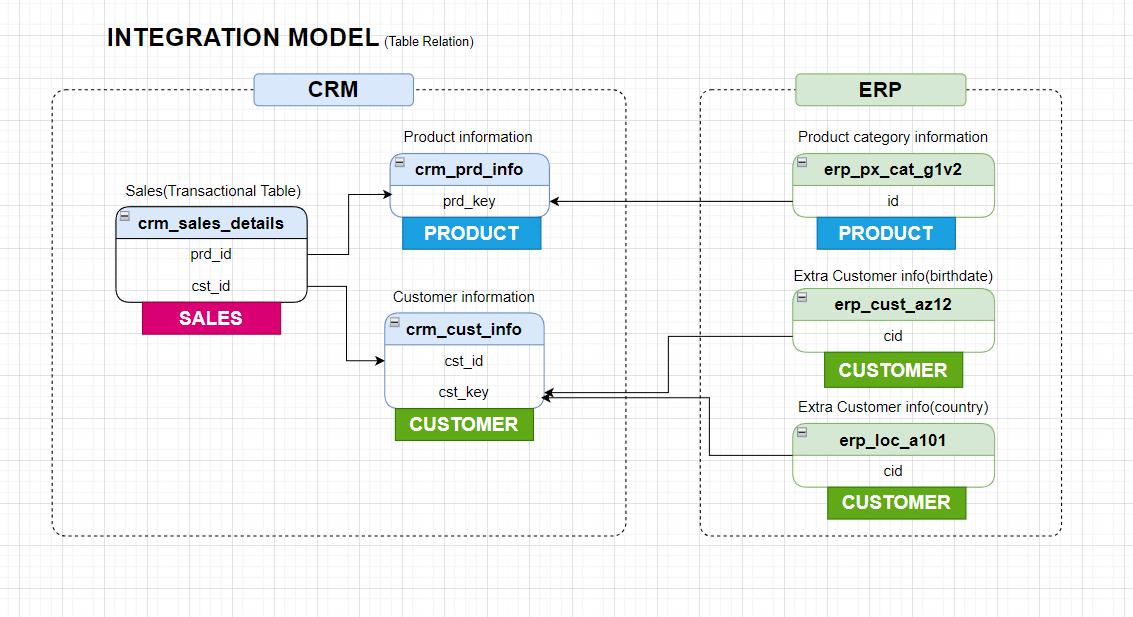 INTEGRATION MODEL (Table Relation)
CRM
Product information
crm_prd_info
prd_key
PRODUCT
Sales(Transactional Table)
crm_sales_details
prd_id
cst_id
SALES
Customer information
crm_cust_info
cst_id
cst_key
CUSTOMER
ERP
Product category information
erp_px_cat_g1v2
id
PRODUCT
Extra Customer info(birthdate)
erp_cust_az12
cid
CUSTOMER
Extra Customer info(country)
erp_loc_a101
cid
CUSTOMER